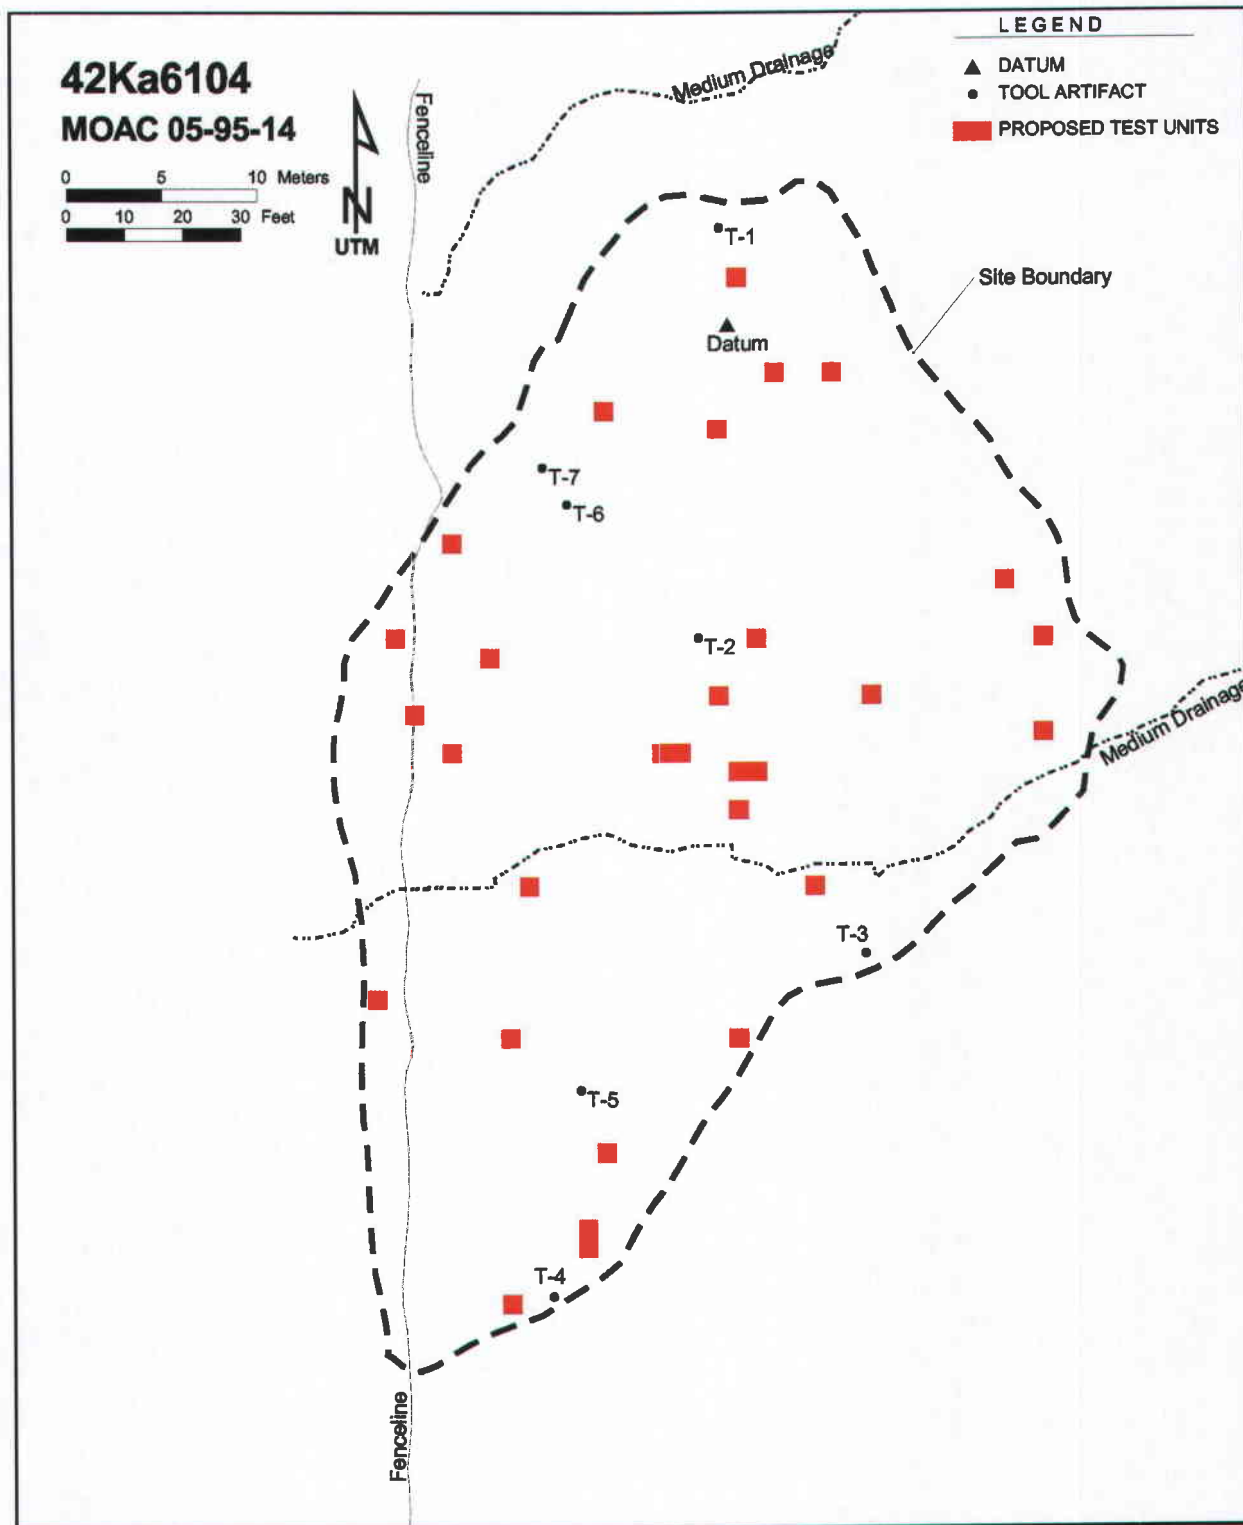 42Ka6104
MOAC 05-95-14
0 5 10 Meters
0 10 20 30 Feet
N
UTM
Fenceline
Medium Drainage
LEGEND
DATUM
TOOL ARTIFACT
PROPOSED TEST UNITS
T-1
Site Boundary
Datum
T-7
T-6
T-2
Medium Drainage
T-3
T-5
T-4
Fenceline